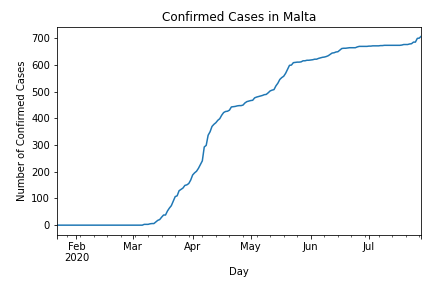 Confirmed Cases in Malta
Number of Confirmed Cases
700
600
500
400
300
200
100
0
Feb Mar Apr May Jun Jul
2020
Day